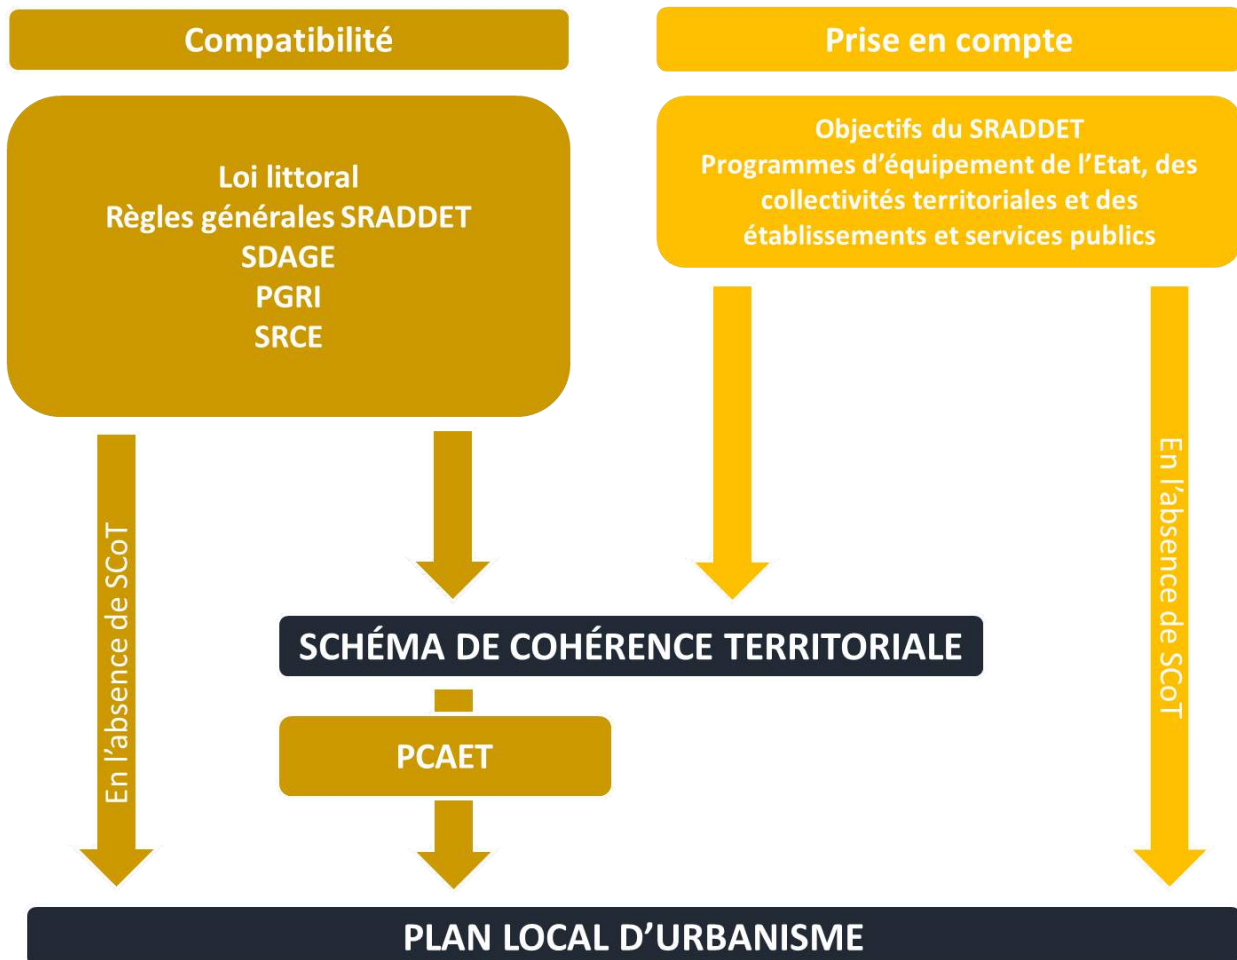 Compatibilité
Prise en compte
Loi littoral
Règles générales SRADDET
SDAGE
PGRI
SRCE
Objectifs du SRADDET
Programmes d'équipement de l'Etat, des
collectivités territoriales et des
établissements et services publics
En l'absence de SCoT
En l'absence de SCoT
SCHÉMA DE COHÉRENCE TERRITORIALE
PCAET
PLAN LOCAL D'URBANISME